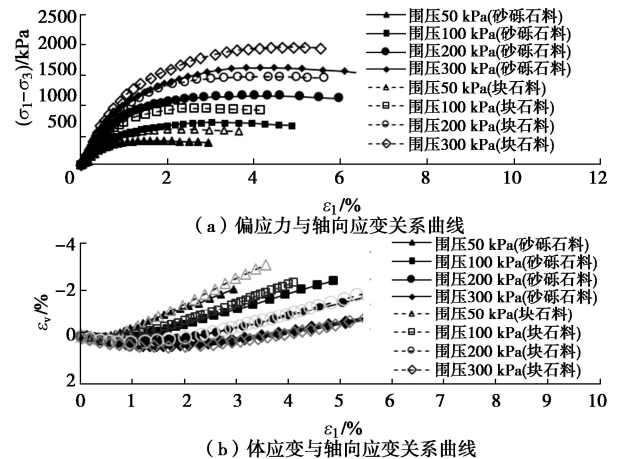 2500
2000
1500
1000
500
(σ₁−σ₃)/kPa
围压50 kPa(砂砾石料)
围压100 kPa(砂砾石料)
围压200 kPa(砂砾石料)
围压300 kPa(砂砾石料)
围压50 kPa(块石料)
围压100 kPa(块石料)
围压200 kPa(块石料)
围压300 kPa(块石料)
0 2 4 6 8 10 12
ε₁/%
(a)偏应力与轴向应变关系曲线
−4
−2
0
2
εᵥ/%
围压50 kPa(砂砾石料)
围压100 kPa(砂砾石料)
围压200 kPa(砂砾石料)
围压300 kPa(砂砾石料)
围压50 kPa(块石料)
围压100 kPa(块石料)
围压200 kPa(块石料)
围压300 kPa(块石料)
0 1 2 3 4 5 6 7 8 9 10
ε₁/%
(b)体应变与轴向应变关系曲线